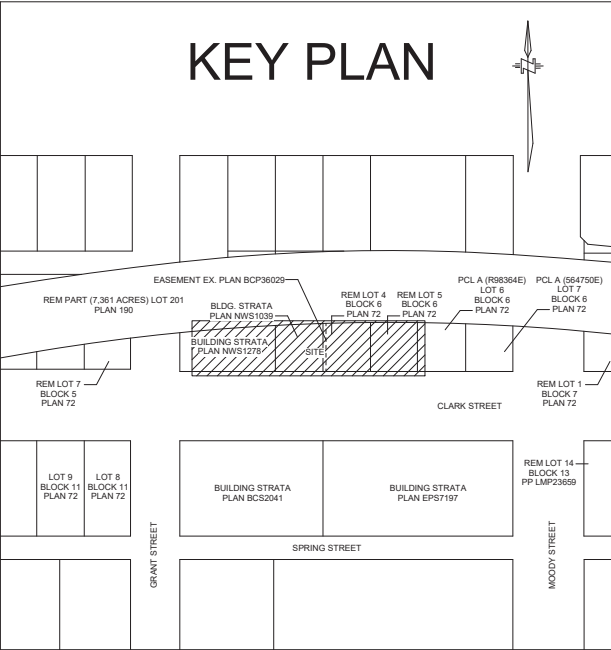 KEY PLAN
N
EASEMENT EX. PLAN BCP36029
REM PART (7,361 ACRES) LOT 201
PLAN 190
BLDG. STRATA
PLAN NWS1039
REM LOT 4
BLOCK 6
PLAN 72
REM LOT 5
BLOCK 6
PLAN 72
PCL A (R98364E)
LOT 6
BLOCK 6
PLAN 72
PCL A (564750E)
LOT 7
BLOCK 6
PLAN 72
BUILDING STRATA
PLAN NWS1278
SITE
REM LOT 7
BLOCK 5
PLAN 72
REM LOT 1
BLOCK 7
PLAN 72
CLARK STREET
LOT 9
BLOCK 11
PLAN 72
LOT 8
BLOCK 11
PLAN 72
BUILDING STRATA
PLAN BCS2041
BUILDING STRATA
PLAN EPS7197
REM LOT 14
BLOCK 13
PP LMP23659
GRANT STREET
SPRING STREET
MOODY STREET